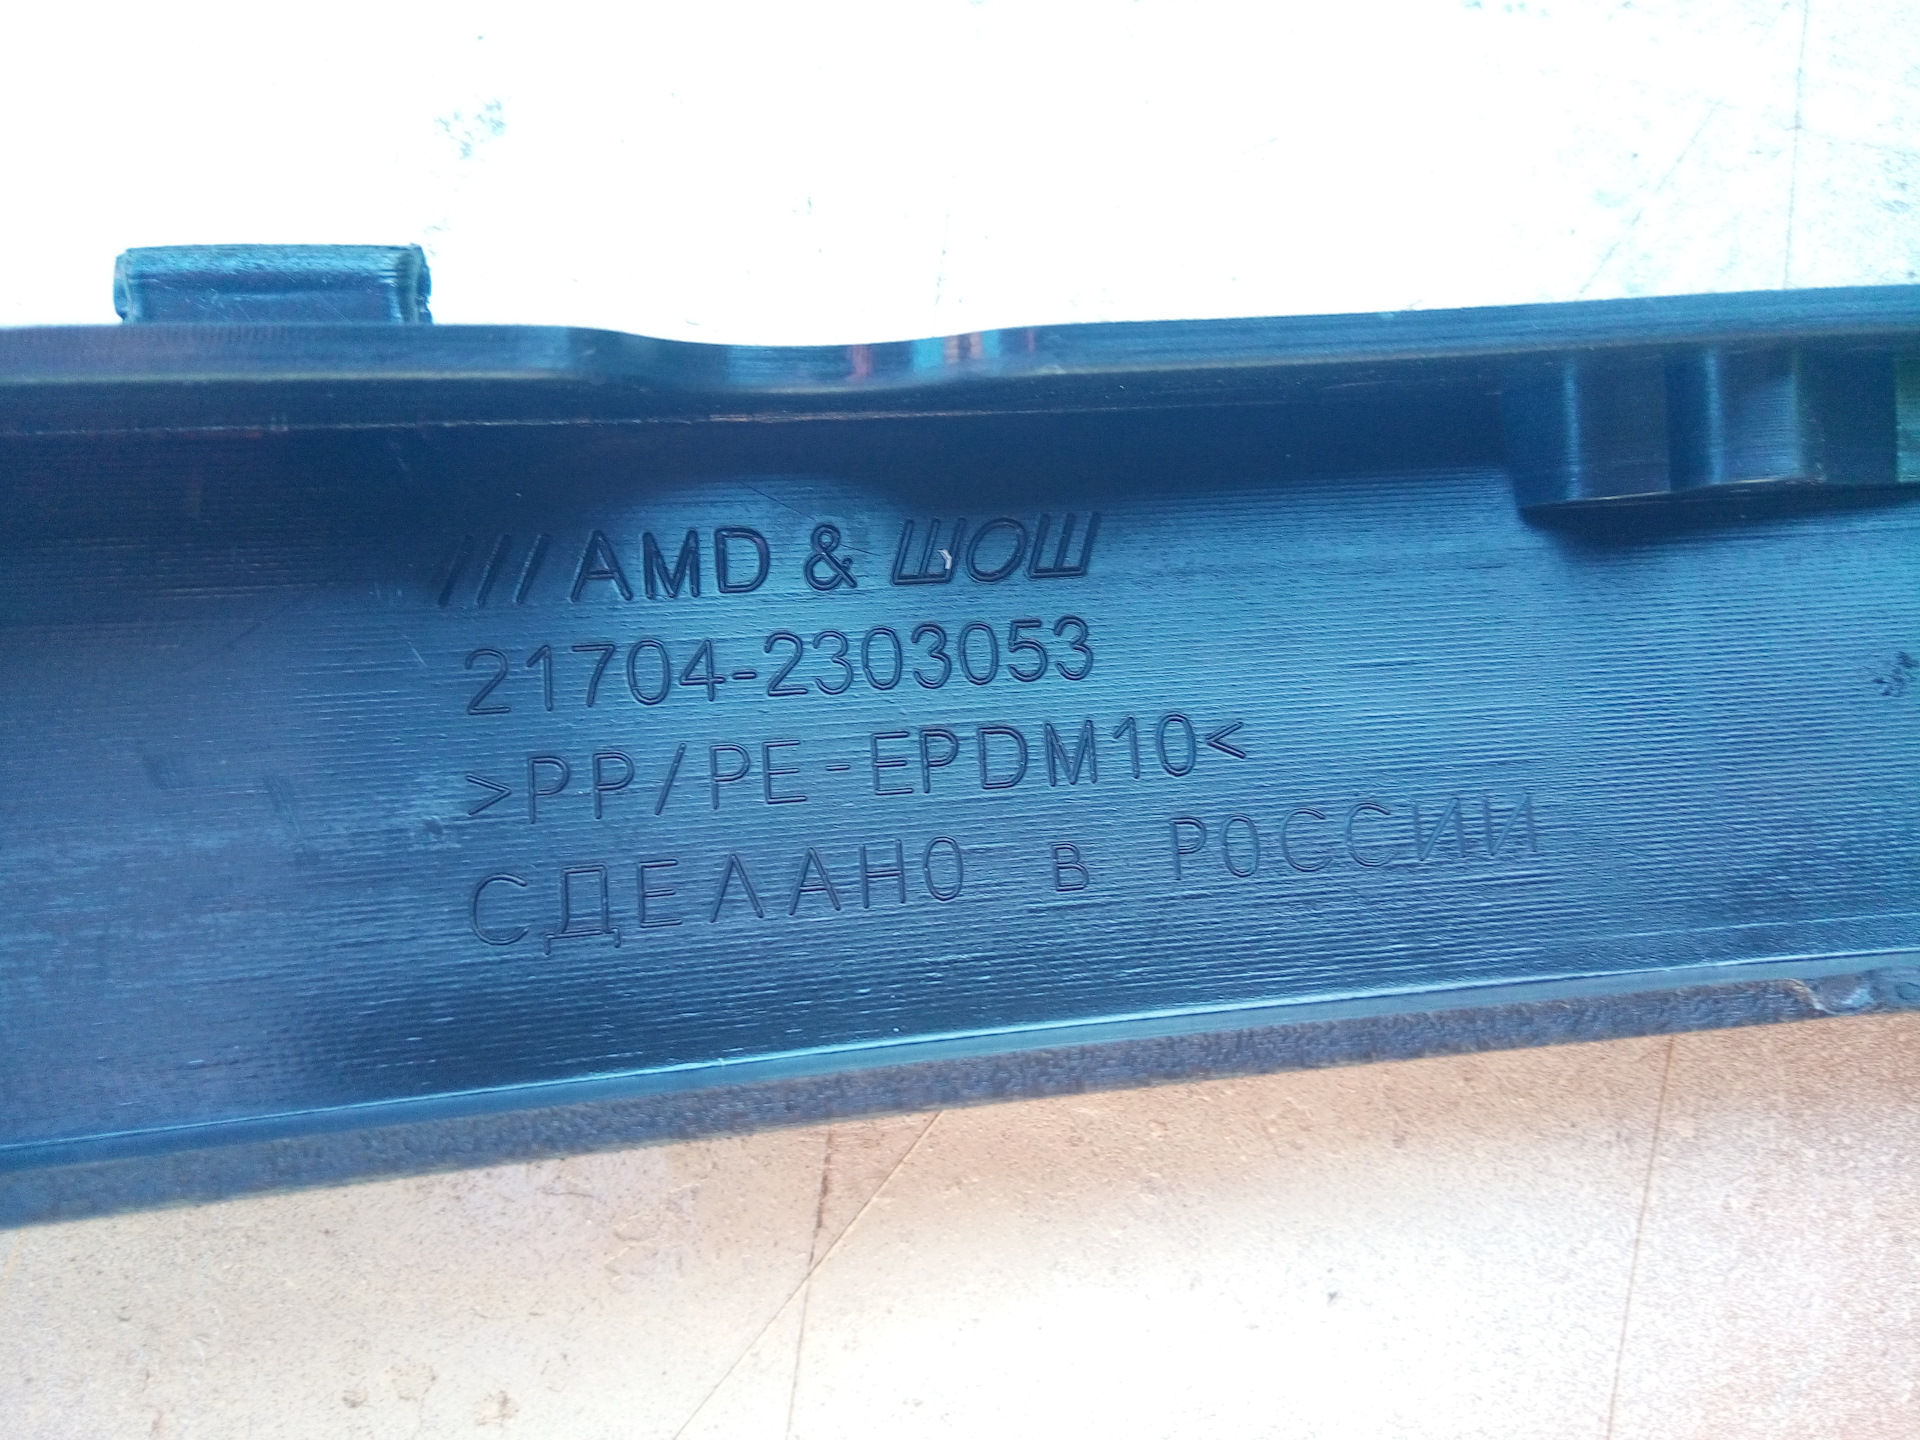 ///AMD & ШОШ
21704-2303053
>PP/PE-EPDM10<
СДЕЛАНО в РОССИИ